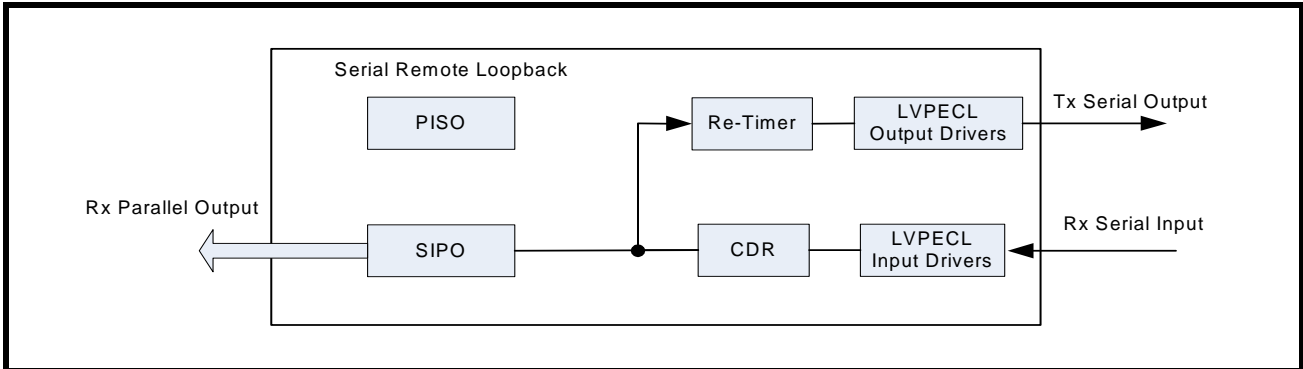 Serial Remote Loopback
PISO
Re-Timer
LVPECL
Output Drivers
Tx Serial Output
Rx Parallel Output
SIPO
CDR
LVPECL
Input Drivers
Rx Serial Input